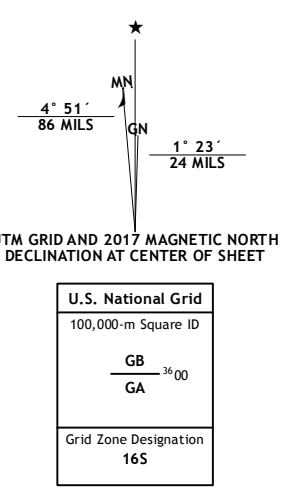 ★
MN
GN
4° 51´
86 MILS
1° 23´
24 MILS
UTM GRID AND 2017 MAGNETIC NORTH
DECLINATION AT CENTER OF SHEET
U.S. National Grid
100,000-m Square ID
GB
3600
GA
Grid Zone Designation
16S